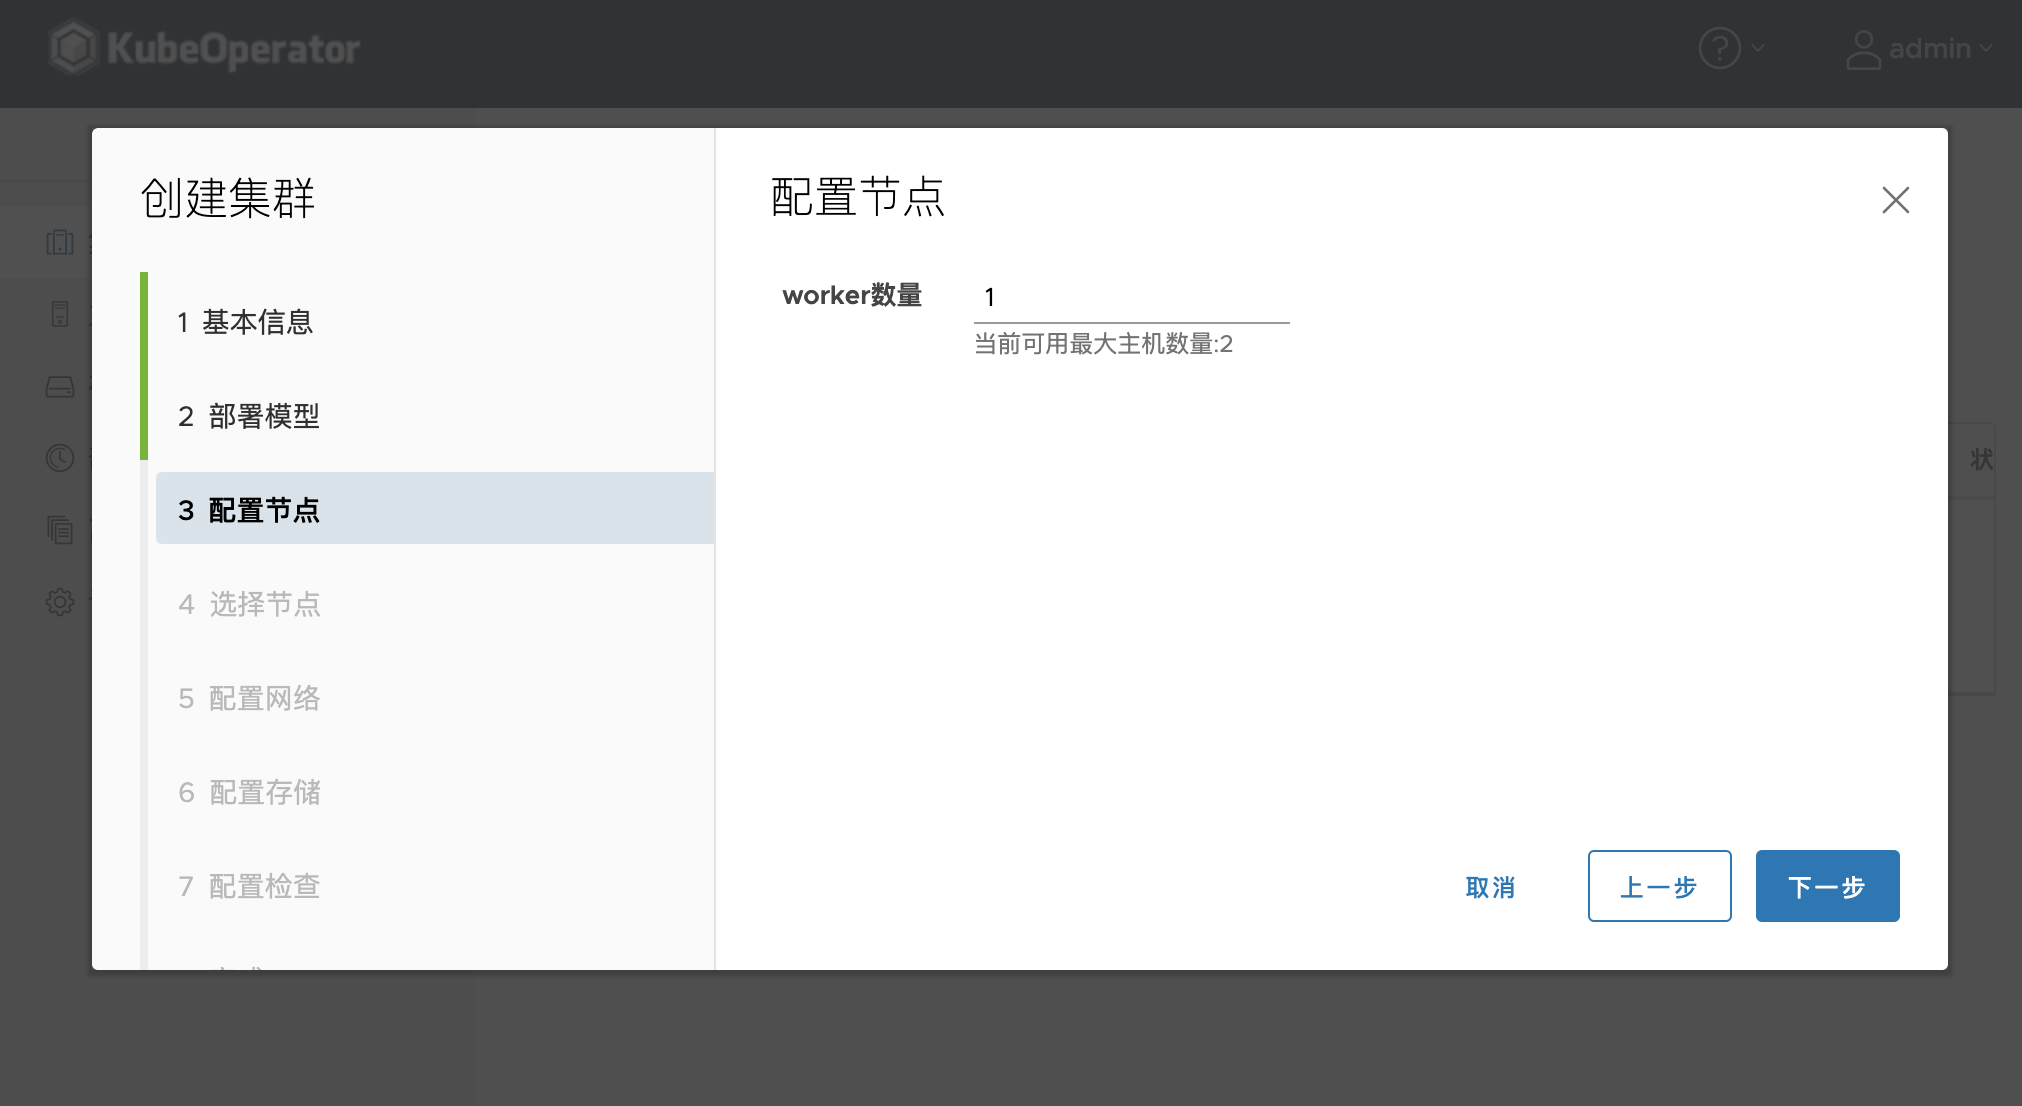 KubeOperator
admin
创建集群
1 基本信息
2 部署模型
3 配置节点
4 选择节点
5 配置网络
6 配置存储
7 配置检查
配置节点
worker数量
1
当前可用最大主机数量:2
取消
上一步
下一步
状